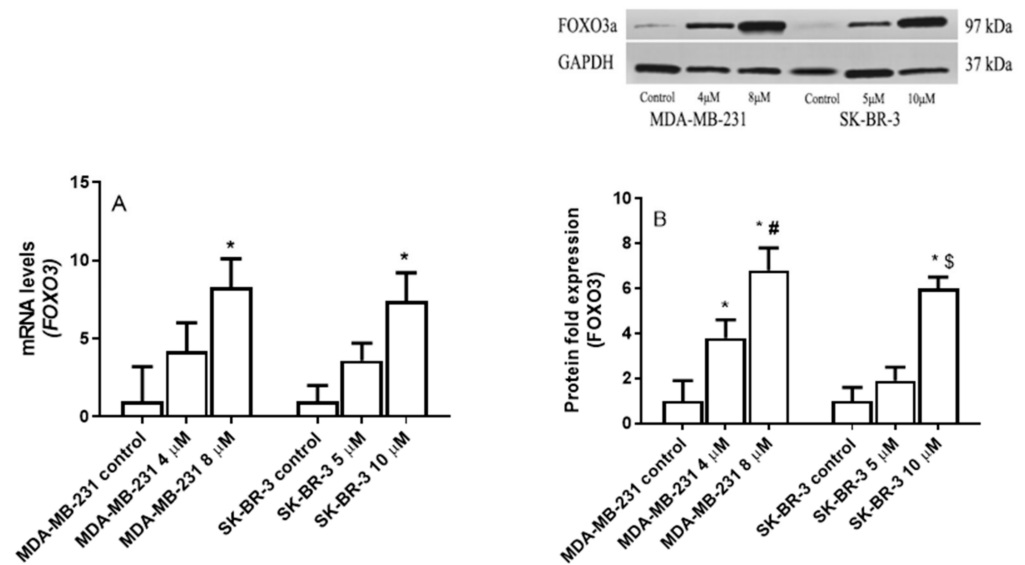 FOXO3a
97 kDa
GAPDH
37 kDa
Control 4μM 8μM Control 5μM 10μM
MDA-MB-231 SK-BR-3
A
mRNA levels
(FOXO3)
15
10
5
0
*
*
MDA-MB-231 control
MDA-MB-231 4 μM
MDA-MB-231 8 μM
SK-BR-3 control
SK-BR-3 5 μM
SK-BR-3 10 μM
B
Protein fold expression
(FOXO3)
10
8
6
4
2
0
*
* #
* $
MDA-MB-231 control
MDA-MB-231 4 μM
MDA-MB-231 8 μM
SK-BR-3 control
SK-BR-3 5 μM
SK-BR-3 10 μM